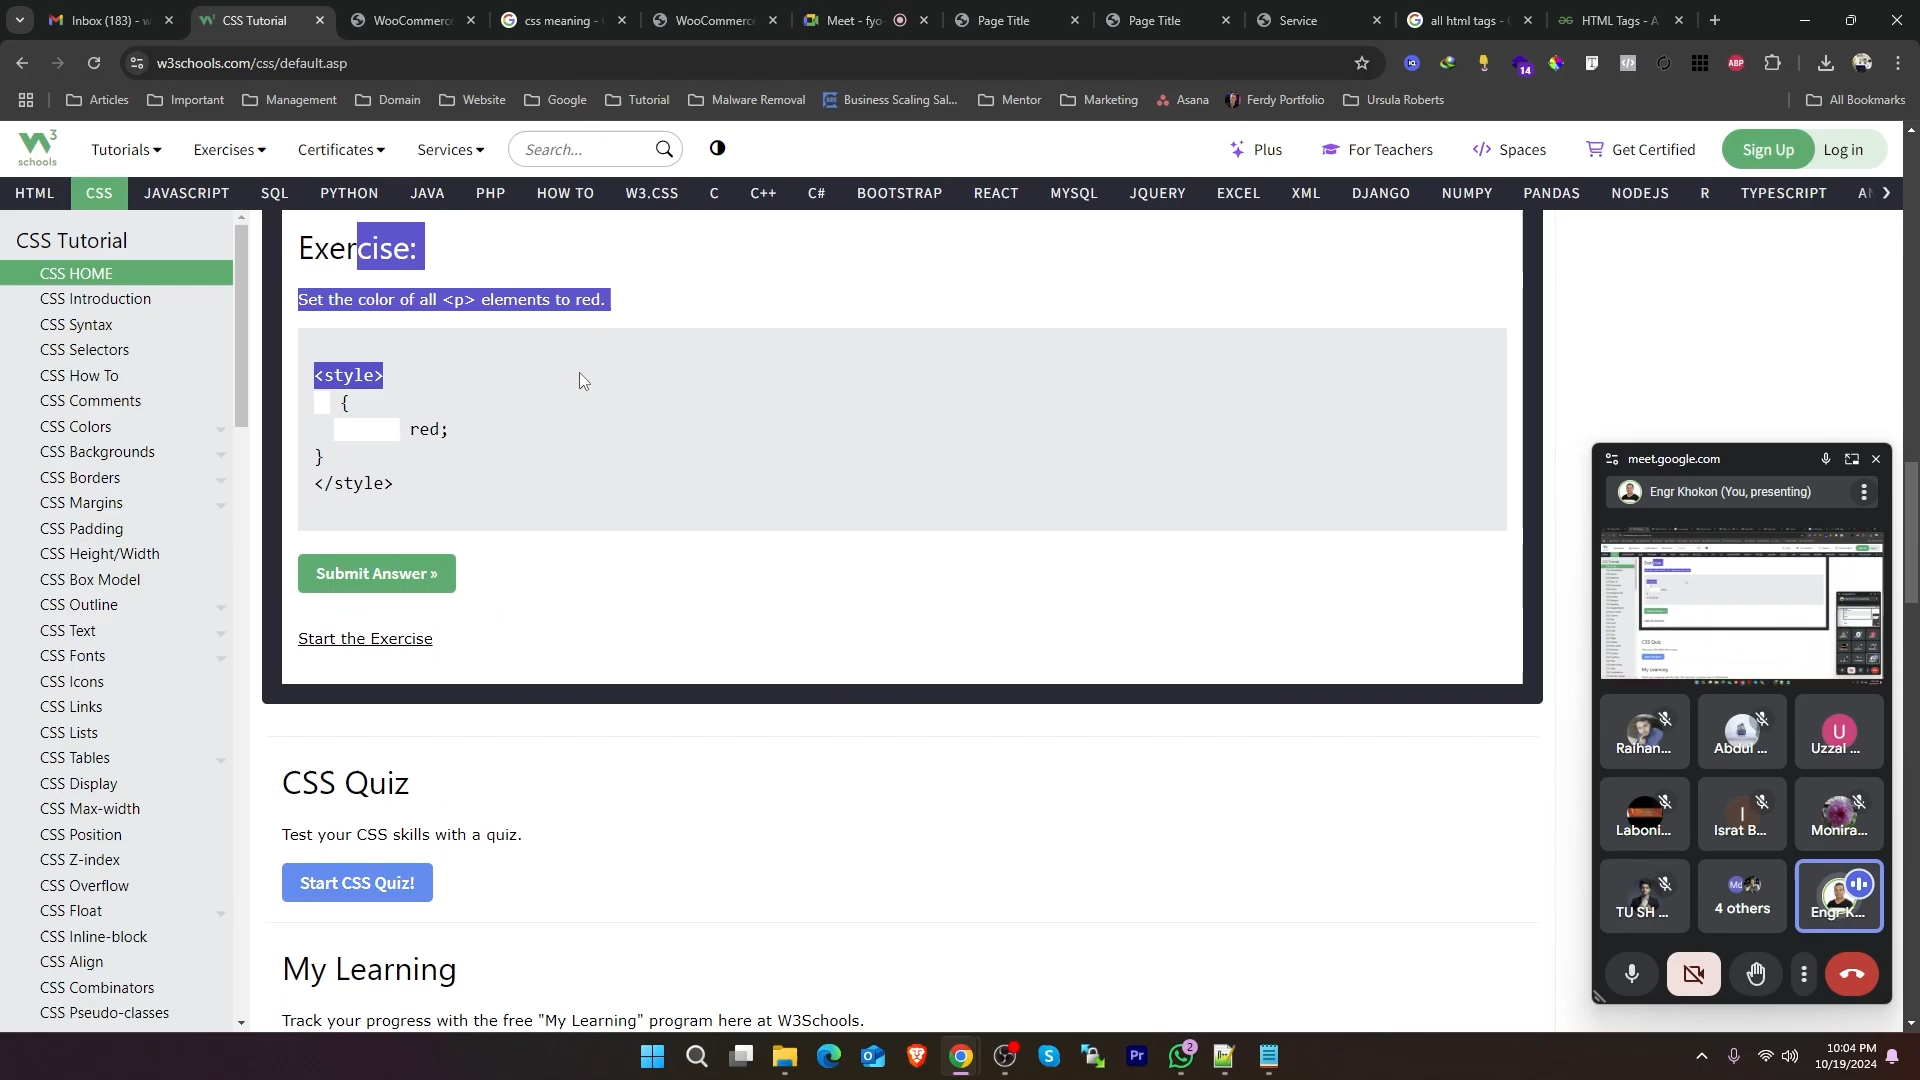 Inbox (183) - w
CSS Tutorial
WooCommerce
css meaning -
WooCommerce
Meet - fyo-
Page Title
Page Title
Service
all html tags -
HTML Tags - A
w3schools.com/css/default.asp
14
ABP
Articles
Important
Management
Domain
Website
Google
Tutorial
Malware Removal
Business Scaling Sal...
Mentor
Marketing
Asana
Ferdy Portfolio
Ursula Roberts
All Bookmarks
W3
schools
Tutorials
Exercises
Certificates
Services
Search...
Plus
For Teachers
Spaces
Get Certified
Sign Up
Log in
HTML
CSS
JAVASCRIPT
SQL
PYTHON
JAVA
PHP
HOW TO
W3.CSS
C
C++
C#
BOOTSTRAP
REACT
MYSQL
JQUERY
EXCEL
XML
DJANGO
NUMPY
PANDAS
NODEJS
R
TYPESCRIPT
CSS Tutorial
CSS HOME
CSS Introduction
CSS Syntax
CSS Selectors
CSS How To
CSS Comments
CSS Colors
CSS Backgrounds
CSS Borders
CSS Margins
CSS Padding
CSS Height/Width
CSS Box Model
CSS Outline
CSS Text
CSS Fonts
CSS Icons
CSS Links
CSS Lists
CSS Tables
CSS Display
CSS Max-width
CSS Position
CSS Z-index
CSS Overflow
CSS Float
CSS Inline-block
CSS Align
CSS Combinators
CSS Pseudo-classes
Exercise:
Set the color of all <p> elements to red.
<style>
{
red;
}
</style>
Submit Answer »
Start the Exercise
CSS Quiz
Test your CSS skills with a quiz.
Start CSS Quiz!
My Learning
Track your progress with the free "My Learning" program here at W3Schools.
meet.google.com
Engr Khokon (You, presenting)
Raihan...
Abdul ...
U
Uzzal ...
Laboni...
I
Israt B...
Monira...
TU SH ...
4 others
Engr K...
Pr
2
10:04 PM
10/19/2024